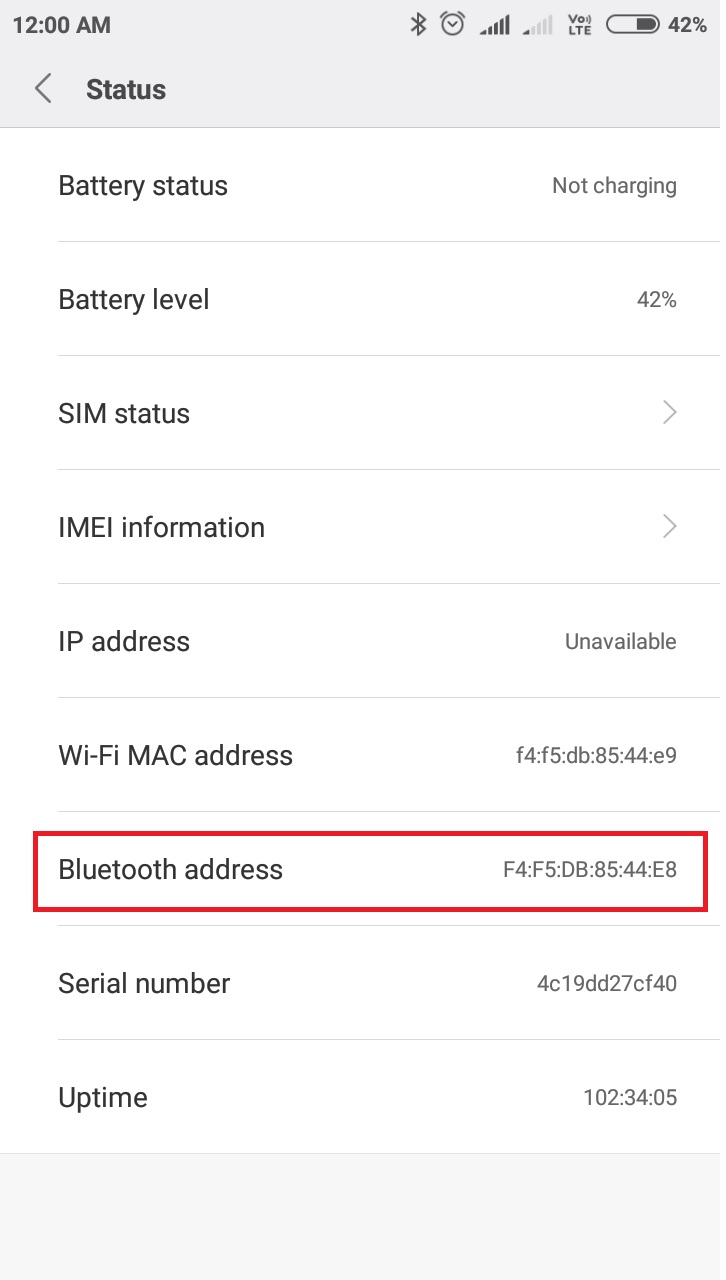 12:00 AM Vo) LTE 42%
Status
Battery status Not charging
Battery level 42%
SIM status
IMEI information
IP address Unavailable
Wi-Fi MAC address f4:f5:db:85:44:e9
Bluetooth address F4:F5:DB:85:44:E8
Serial number 4c19dd27cf40
Uptime 102:34:05